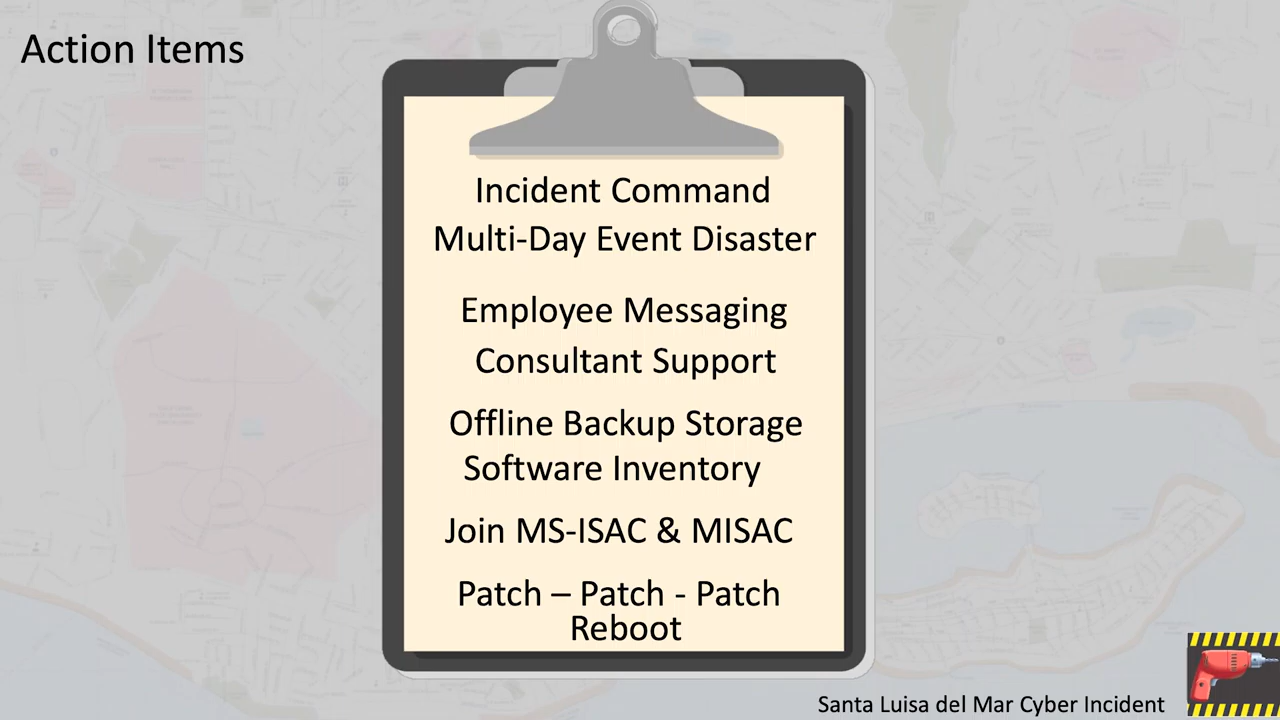 Action Items
Incident Command
Multi-Day Event Disaster
Employee Messaging
Consultant Support
Offline Backup Storage
Software Inventory
Join MS-ISAC & MISAC
Patch – Patch - Patch
Reboot
Santa Luisa del Mar Cyber Incident